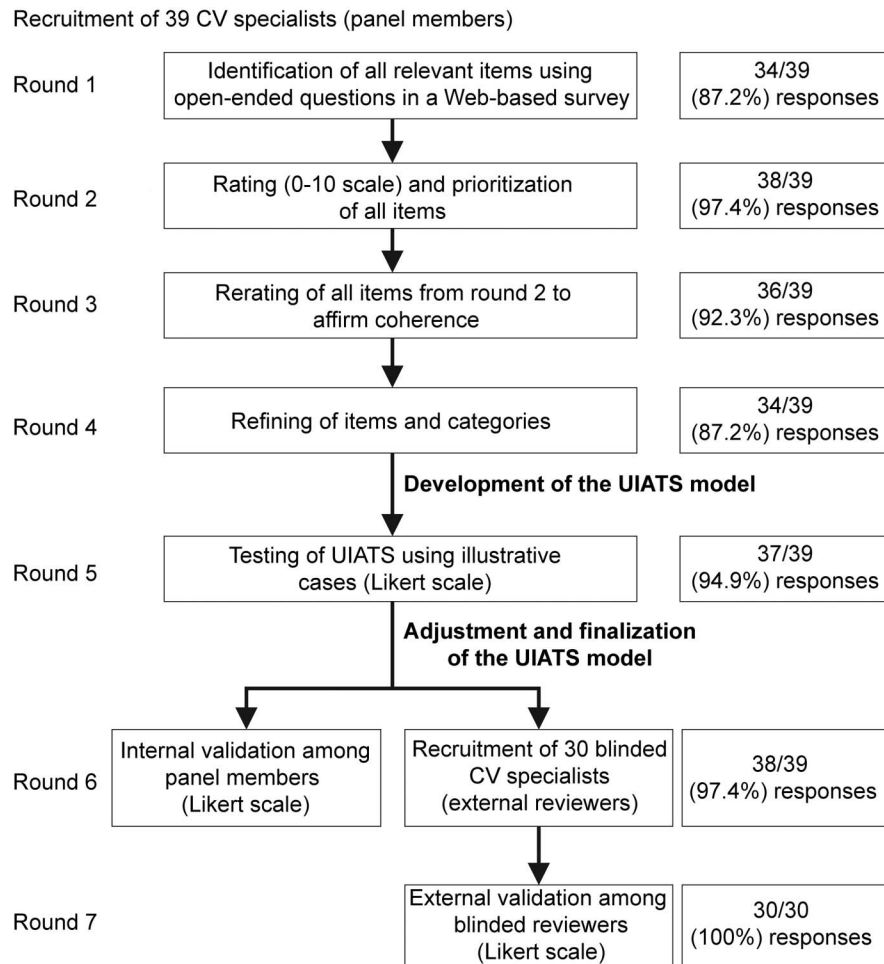 Recruitment of 39 CV specialists (panel members)
Round 1
Identification of all relevant items using
open-ended questions in a Web-based survey
34/39
(87.2%) responses
Round 2
Rating (0-10 scale) and prioritization
of all items
38/39
(97.4%) responses
Round 3
Rerating of all items from round 2 to
affirm coherence
36/39
(92.3%) responses
Round 4
Refining of items and categories
34/39
(87.2%) responses
Development of the UIATS model
Round 5
Testing of UIATS using illustrative
cases (Likert scale)
37/39
(94.9%) responses
Adjustment and finalization
of the UIATS model
Round 6
Internal validation among
panel members
(Likert scale)
Recruitment of 30 blinded
CV specialists
(external reviewers)
38/39
(97.4%) responses
Round 7
External validation among
blinded reviewers
(Likert scale)
30/30
(100%) responses